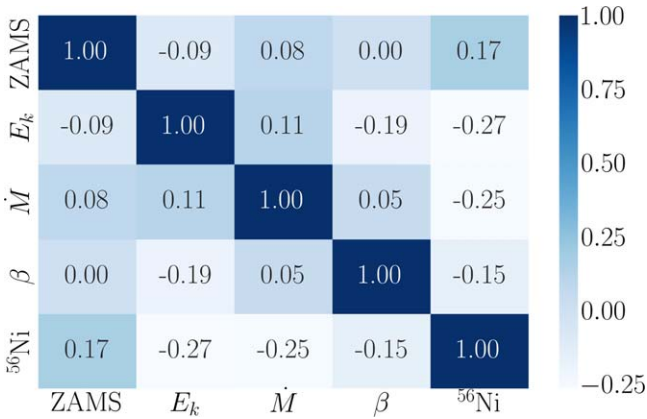 ZAMS 1.00 -0.09 0.08 0.00 0.17
E_k -0.09 1.00 0.11 -0.19 -0.27
Ṁ 0.08 0.11 1.00 0.05 -0.25
β 0.00 -0.19 0.05 1.00 -0.15
⁵⁶Ni 0.17 -0.27 -0.25 -0.15 1.00
ZAMS E_k Ṁ β ⁵⁶Ni
1.00
0.75
0.50
0.25
0.00
−0.25